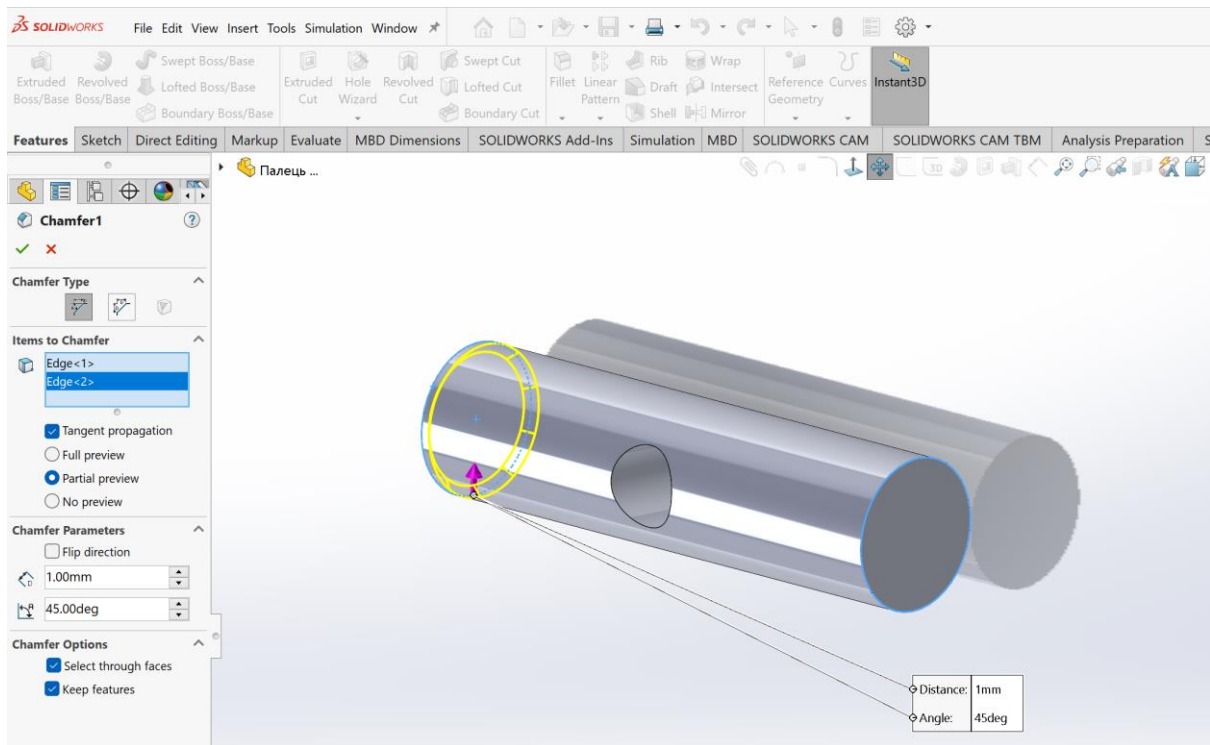 SOLIDWORKS File Edit View Insert Tools Simulation Window
Extruded Boss/Base
Revolved Boss/Base
Swept Boss/Base
Lofted Boss/Base
Boundary Boss/Base
Extruded Cut
Hole Wizard
Revolved Cut
Swept Cut
Lofted Cut
Boundary Cut
Fillet
Linear Pattern
Rib
Draft
Shell
Wrap
Intersect
Mirror
Reference Geometry
Curves
Instant3D
Features Sketch Direct Editing Markup Evaluate MBD Dimensions SOLIDWORKS Add-Ins Simulation MBD SOLIDWORKS CAM SOLIDWORKS CAM TBM Analysis Preparation S
Палець ...
Chamfer1
Chamfer Type
Items to Chamfer
Edge<1>
Edge<2>
Tangent propagation
Full preview
Partial preview
No preview
Chamfer Parameters
Flip direction
1.00mm
45.00deg
Chamfer Options
Select through faces
Keep features
Distance: 1mm
Angle: 45deg